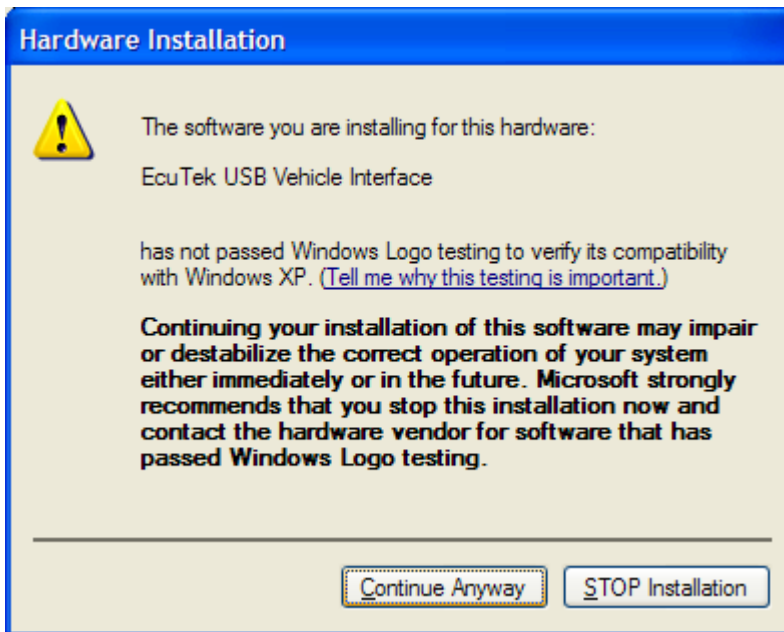 Hardware Installation
The software you are installing for this hardware:
EcuTek USB Vehicle Interface
has not passed Windows Logo testing to verify its compatibility
with Windows XP. (Tell me why this testing is important.)
Continuing your installation of this software may impair
or destabilize the correct operation of your system
either immediately or in the future. Microsoft strongly
recommends that you stop this installation now and
contact the hardware vendor for software that has
passed Windows Logo testing.
Continue Anyway
STOP Installation